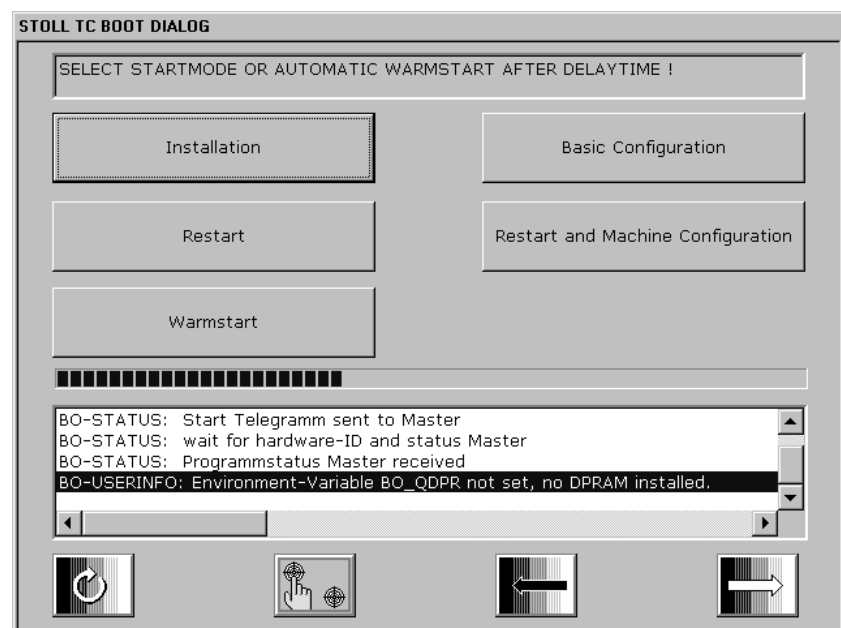 STOLL TC BOOT DIALOG
SELECT STARTMODE OR AUTOMATIC WARMSTART AFTER DELAYTIME !
Installation
Basic Configuration
Restart
Restart and Machine Configuration
Warmstart
BO-STATUS: Start Telegramm sent to Master
BO-STATUS: wait for hardware-ID and status Master
BO-STATUS: Programmstatus Master received
BO-USERINFO: Environment-Variable BO_QDPR not set, no DPRAM installed.